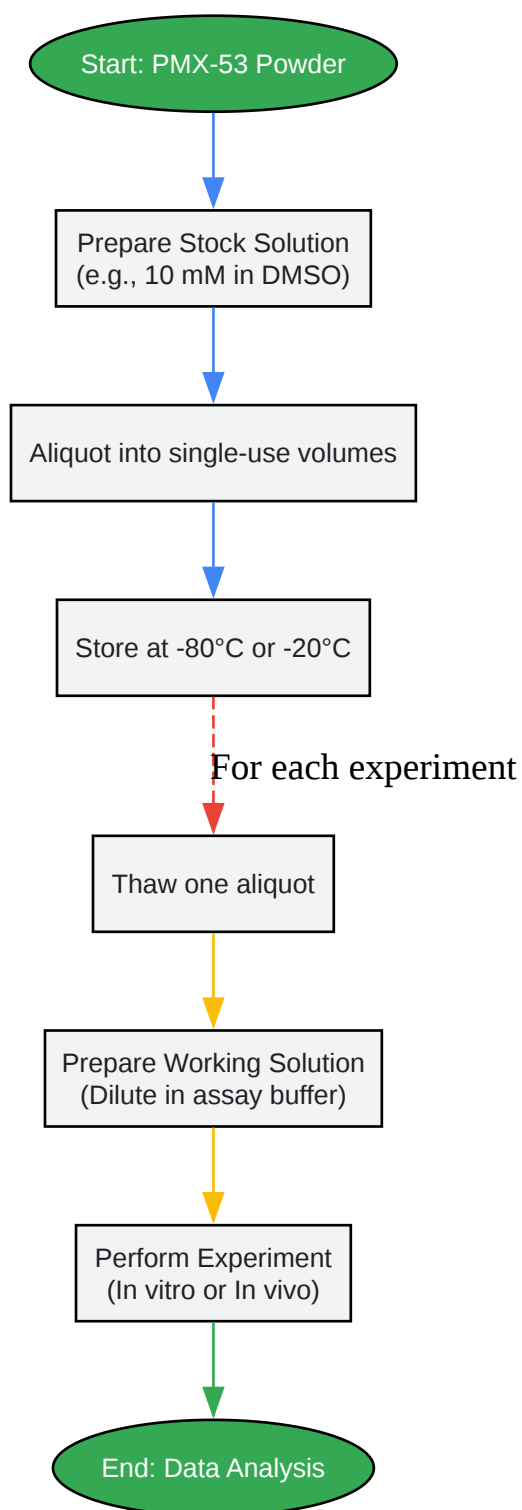 Start: PMX-53 Powder
Prepare Stock Solution
(e.g., 10 mM in DMSO)
Aliquot into single-use volumes
Store at -80°C or -20°C
For each experiment
Thaw one aliquot
Prepare Working Solution
(Dilute in assay buffer)
Perform Experiment
(In vitro or In vivo)
End: Data Analysis